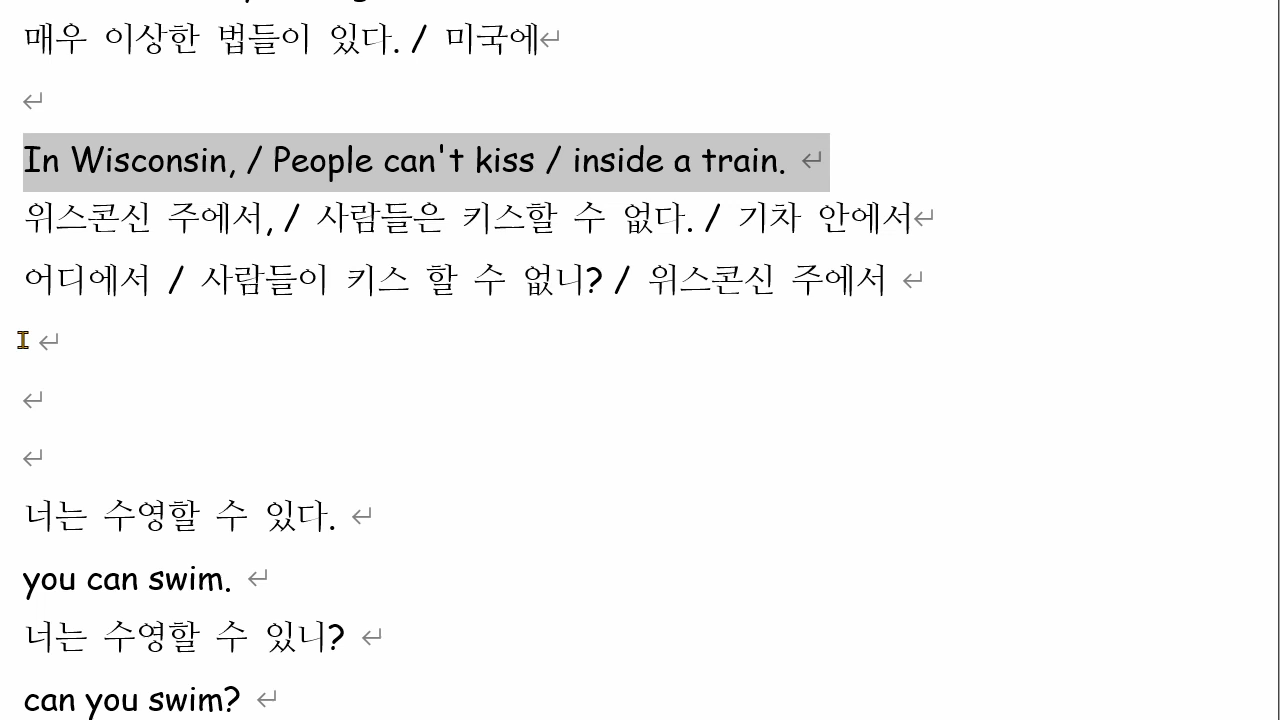 매우 이상한 법들이 있다. / 미국에
In Wisconsin, / People can't kiss / inside a train.
위스콘신 주에서, / 사람들은 키스할 수 없다. / 기차 안에서
어디에서 / 사람들이 키스 할 수 없니? / 위스콘신 주에서
너는 수영할 수 있다.
you can swim.
너는 수영할 수 있니?
can you swim?